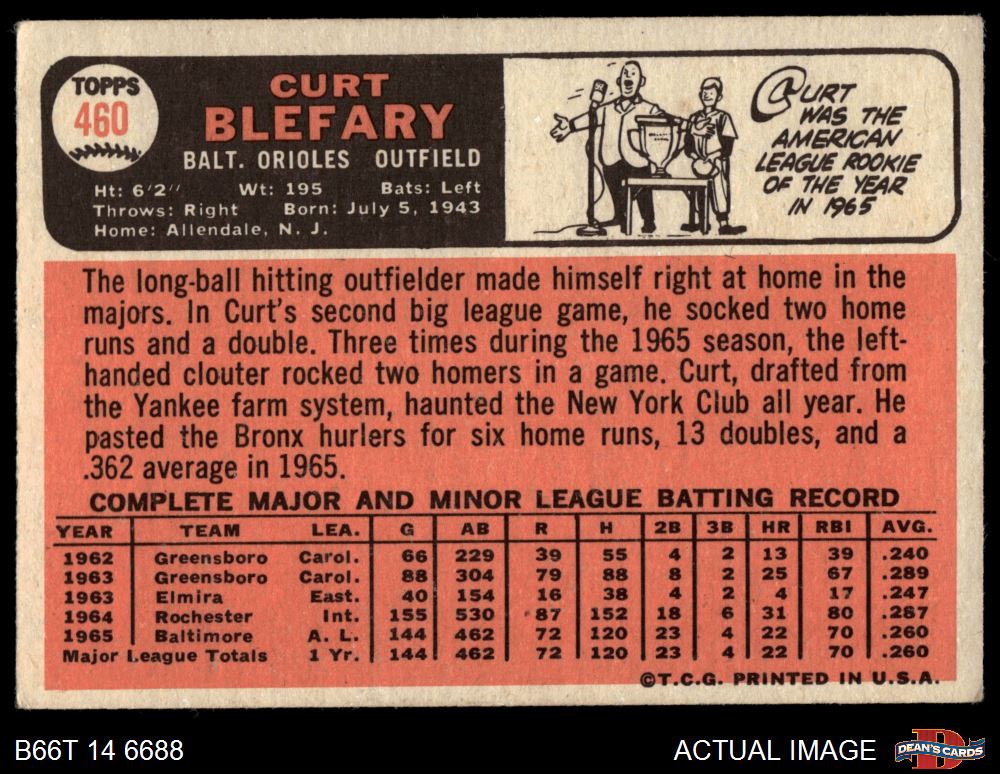 TOPPS
460
CURT
BLEFARY
BALT. ORIOLES OUTFIELD
Ht: 6'2" Wt: 195 Bats: Left
Throws: Right Born: July 5, 1943
Home: Allendale, N. J.
CURT
WAS THE
AMERICAN
LEAGUE ROOKIE
OF THE YEAR
IN 1965
The long-ball hitting outfielder made himself right at home in the
majors. In Curt's second big league game, he socked two home
runs and a double. Three times during the 1965 season, the left-
handed clouter rocked two homers in a game. Curt, drafted from
the Yankee farm system, haunted the New York Club all year. He
pasted the Bronx hurlers for six home runs, 13 doubles, and a
.362 average in 1965.
COMPLETE MAJOR AND MINOR LEAGUE BATTING RECORD
YEAR TEAM LEA. G AB R H 2B 3B HR RBI AVG.
1962 Greensboro Carol. 66 229 39 55 4 2 13 39 .240
1963 Greensboro Carol. 88 304 79 88 8 2 25 67 .289
1963 Elmira East. 40 154 16 38 4 2 4 17 .247
1964 Rochester Int. 155 530 87 152 18 6 31 80 .287
1965 Baltimore A. L. 144 462 72 120 23 4 22 70 .260
Major League Totals 1 Yr. 144 462 72 120 23 4 22 70 .260
©T.C.G. PRINTED IN U.S.A.
B66T 14 6688
ACTUAL IMAGE
DEAN'S CARDS